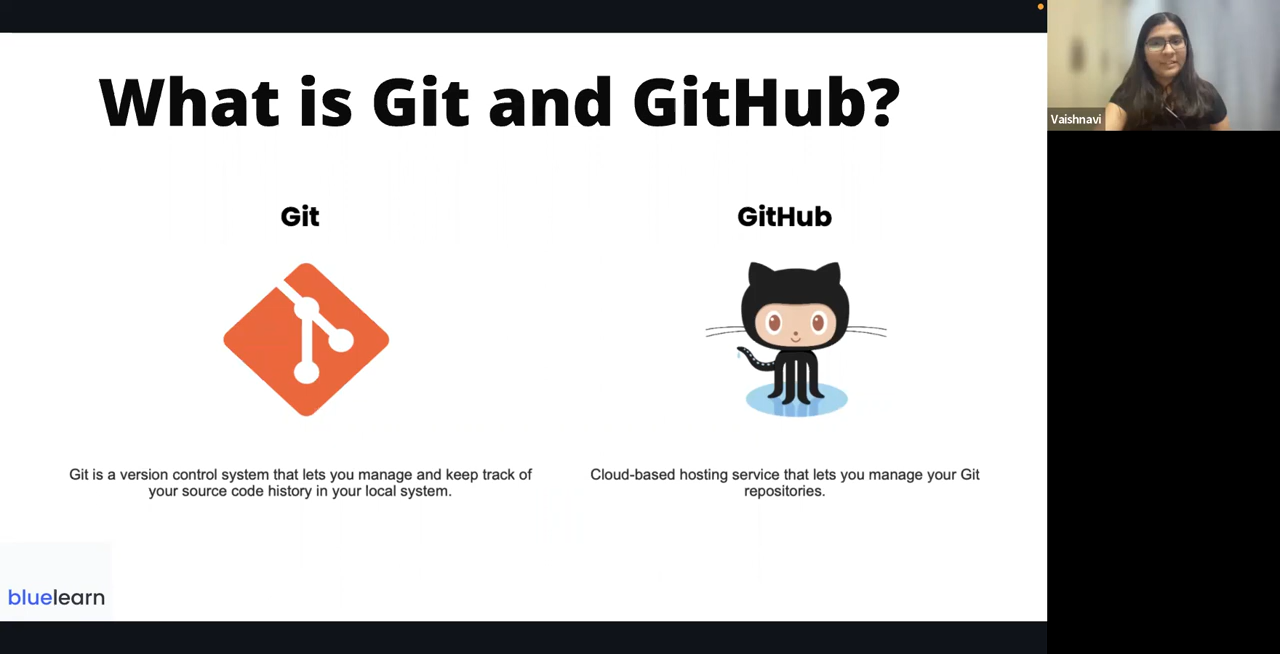 What is Git and GitHub?
Vaishnavi
Git
GitHub
Git is a version control system that lets you manage and keep track of
your source code history in your local system.
Cloud-based hosting service that lets you manage your Git
repositories.
bluelearn